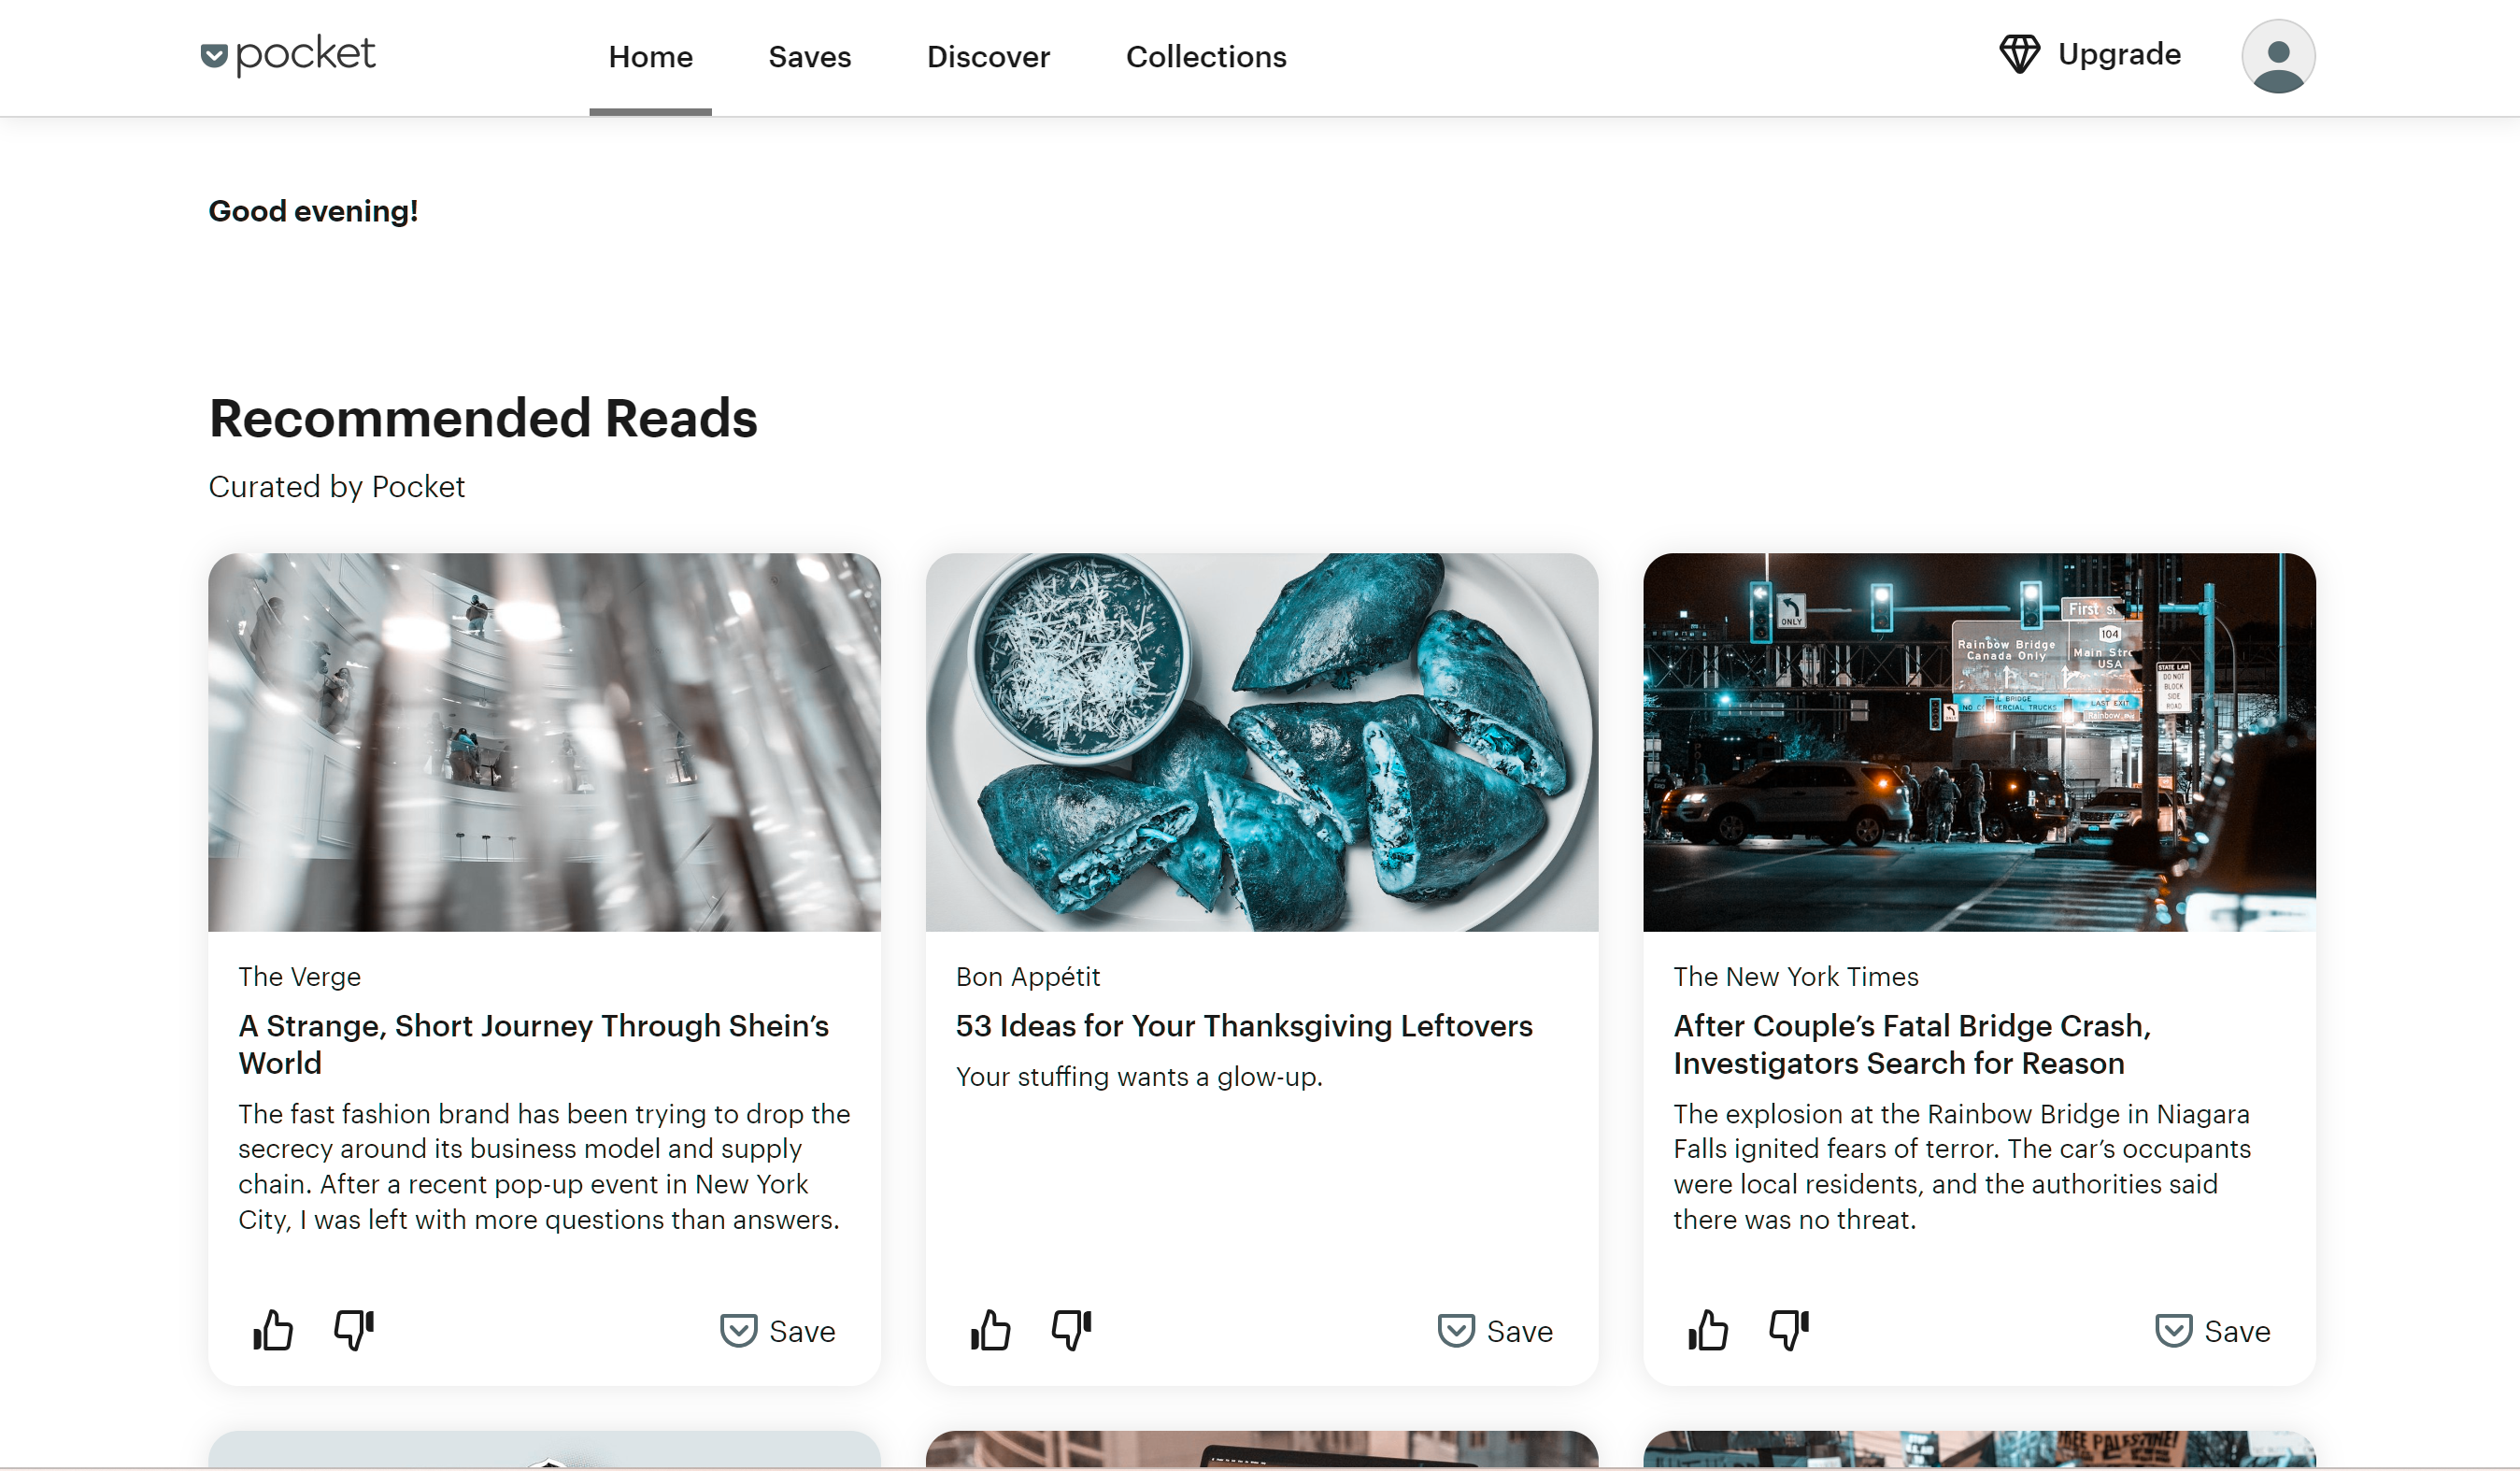 pocket
Home
Saves
Discover
Collections
Upgrade
Good evening!
Recommended Reads
Curated by Pocket
ONLY
First St
104
Rainbow Bridge
Canada Only
Main Stre
USA
STATE LAW
DO NOT
BLOCK
SIDE
ROAD
BRIDGE
LAST EXIT
Rainbow
The Verge
A Strange, Short Journey Through Shein’s
World
The fast fashion brand has been trying to drop the
secrecy around its business model and supply
chain. After a recent pop-up event in New York
City, I was left with more questions than answers.
Save
Bon Appétit
53 Ideas for Your Thanksgiving Leftovers
Your stuffing wants a glow-up.
Save
The New York Times
After Couple’s Fatal Bridge Crash,
Investigators Search for Reason
The explosion at the Rainbow Bridge in Niagara
Falls ignited fears of terror. The car’s occupants
were local residents, and the authorities said
there was no threat.
Save
FREE PALESTINE!